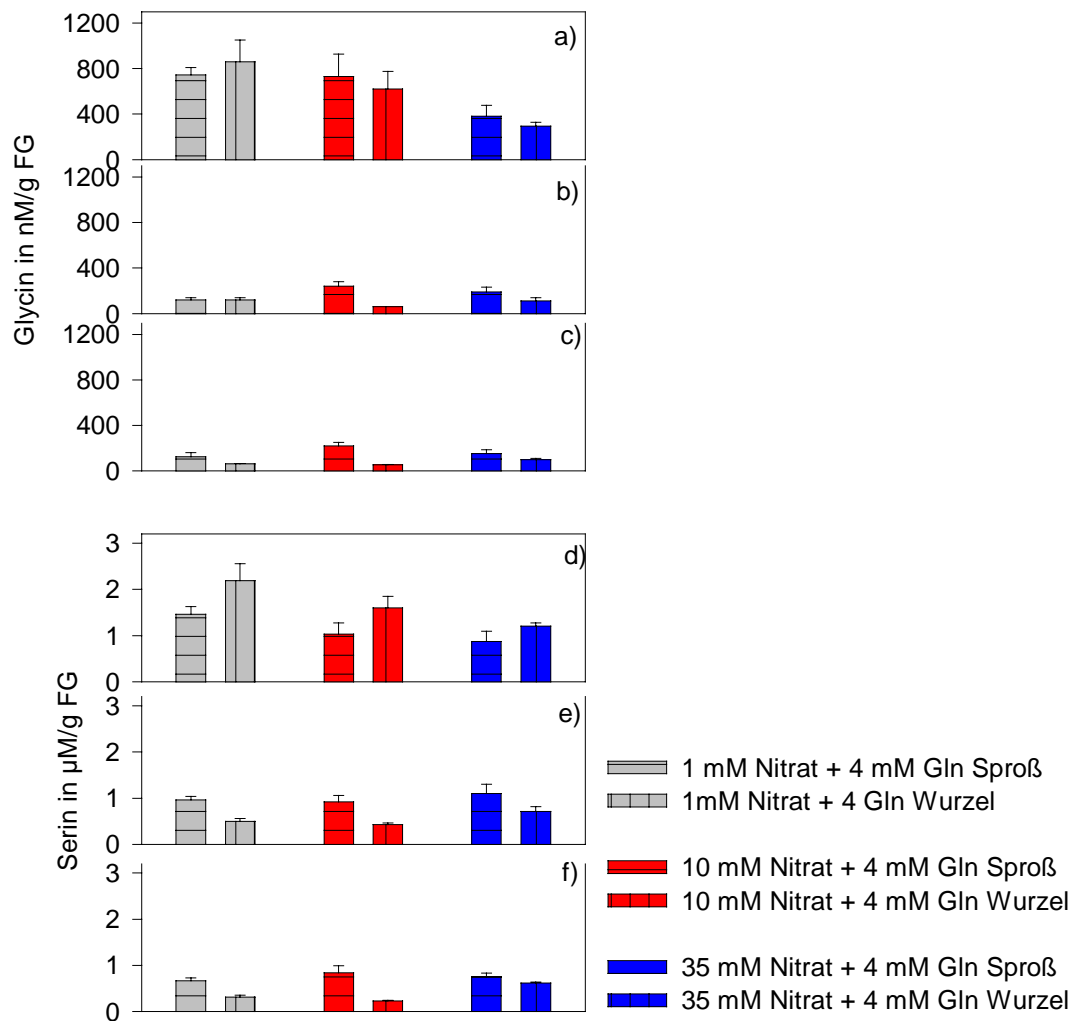 Glycin in nM/g FG
1200
800
400
0
a)
1200
800
400
0
b)
1200
800
400
0
c)
Serin in µM/g FG
3
2
1
0
d)
3
2
1
0
e)
3
2
1
0
f)
1 mM Nitrat + 4 mM Gln Sproß
1mM Nitrat + 4 Gln Wurzel
10 mM Nitrat + 4 mM Gln Sproß
10 mM Nitrat + 4 mM Gln Wurzel
35 mM Nitrat + 4 mM Gln Sproß
35 mM Nitrat + 4 mM Gln Wurzel